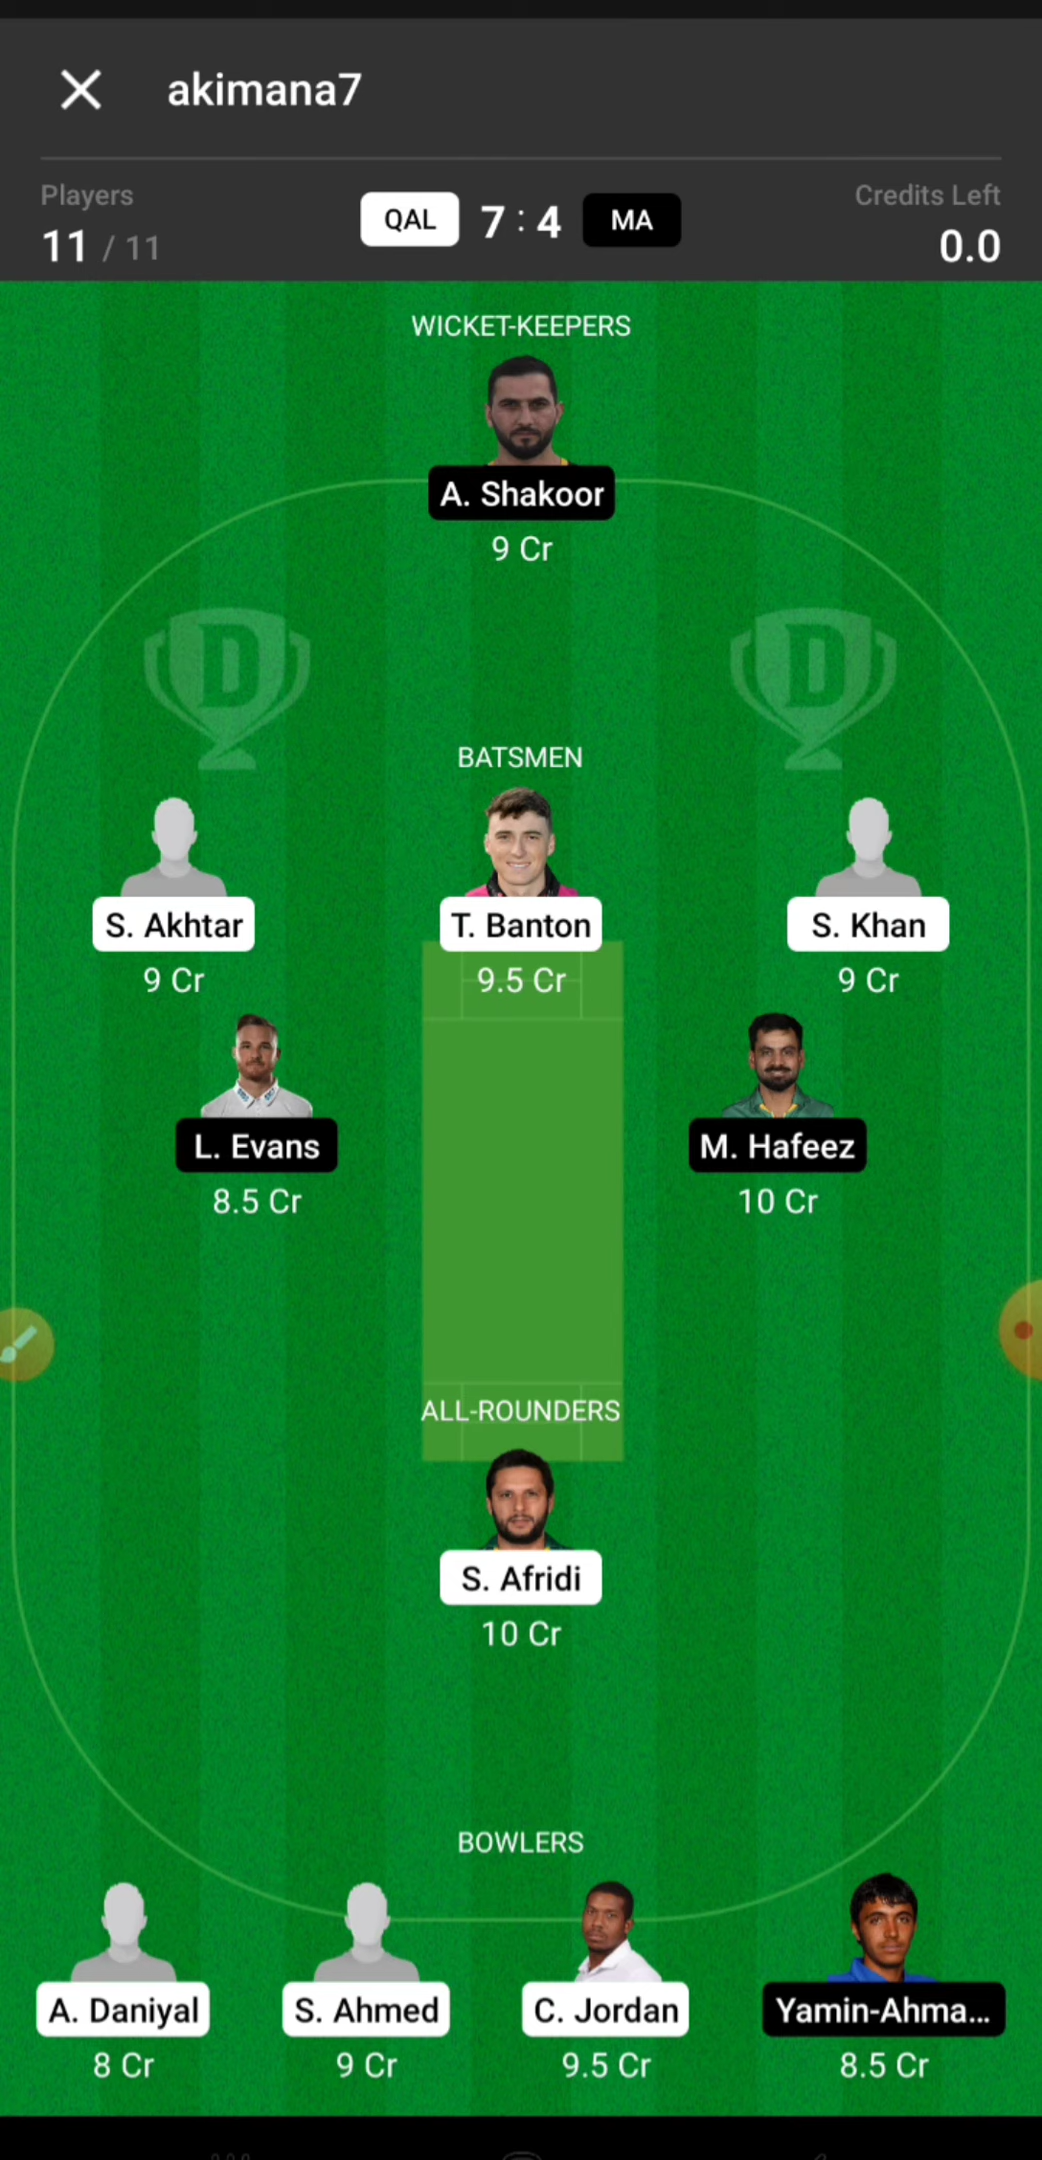 akimana7
Players
Credits Left
QAL 7 : 4 MA
11 / 11
0.0
WICKET-KEEPERS
A. Shakoor
9 Cr
D D
BATSMEN
S. Akhtar T. Banton S. Khan
9 Cr 9.5 Cr 9 Cr
L. Evans M. Hafeez
8.5 Cr 10 Cr
ALL-ROUNDERS
S. Afridi
10 Cr
BOWLERS
A. Daniyal S. Ahmed C. Jordan Yamin-Ahma...
8 Cr 9 Cr 9.5 Cr 8.5 Cr